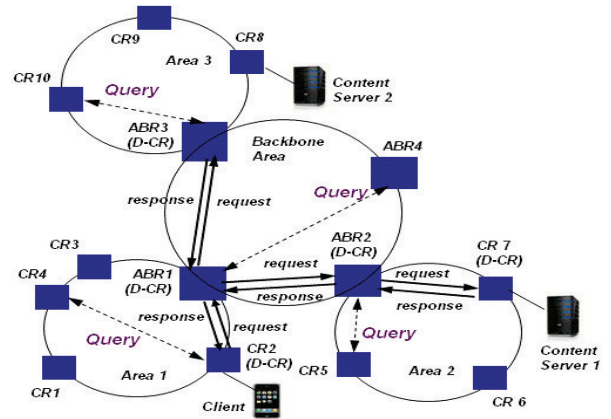 CR9
CR8
Area 3
CR10
Query
Content
Server 2
ABR3
(D-CR)
Backbone
Area
ABR4
Query
response
request
CR3
CR4
ABR1
(D-CR)
ABR2
(D-CR)
CR 7
(D-CR)
request
response
request
response
Query
response
request
Query
CR2
(D-CR)
CR5
Content
Server 1
CR1
Area 1
Area 2
CR 6
Client